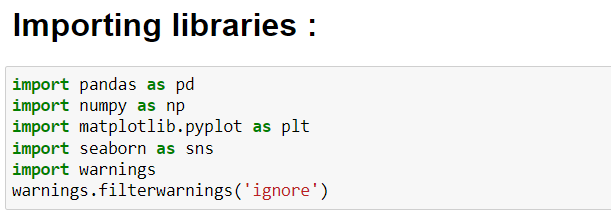 Importing libraries :
import pandas as pd
import numpy as np
import matplotlib.pyplot as plt
import seaborn as sns
import warnings
warnings.filterwarnings('ignore')